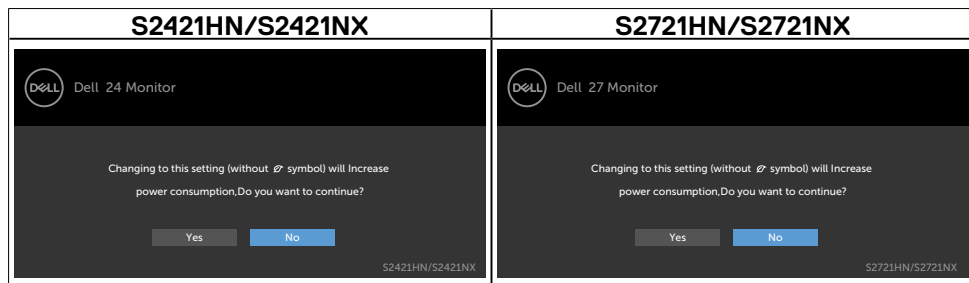 S2421HN/S2421NX
S2721HN/S2721NX
DELL
Dell 24 Monitor
Changing to this setting (without symbol) will Increase
power consumption,Do you want to continue?
Yes
No
S2421HN/S2421NX
DELL
Dell 27 Monitor
Changing to this setting (without symbol) will Increase
power consumption,Do you want to continue?
Yes
No
S2721HN/S2721NX